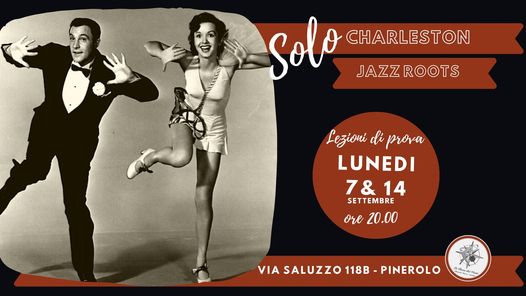 Solo
CHARLESTON
JAZZ ROOTS
Lezioni di prova
LUNEDI
7 & 14
SETTEMBRE
ore 20.00
VIA SALUZZO 118B - PINEROLO